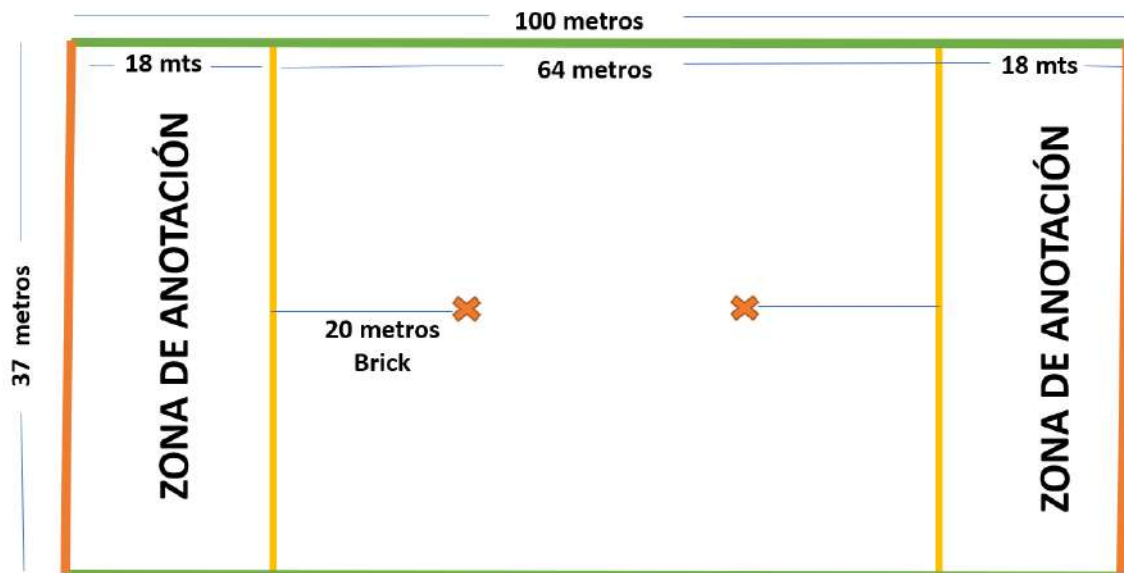 100 metros
18 mts
64 metros
18 mts
ZONA DE ANOTACIÓN
37 metros
20 metros
Brick
ZONA DE ANOTACIÓN